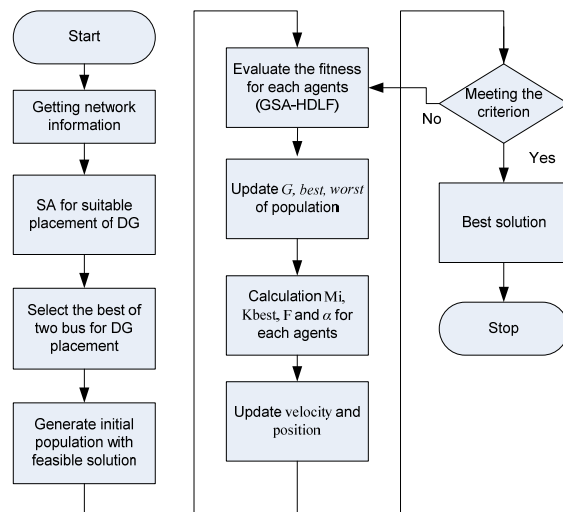 Start
Getting network
information
SA for suitable
placement of DG
Select the best of
two bus for DG
placement
Generate initial
population with
feasible solution
Evaluate the fitness
for each agents
(GSA-HDLF)
Update G, best, worst
of population
Calculation Mi,
Kbest, F and α for
each agents
Update velocity and
position
Meeting the
criterion
No
Yes
Best solution
Stop